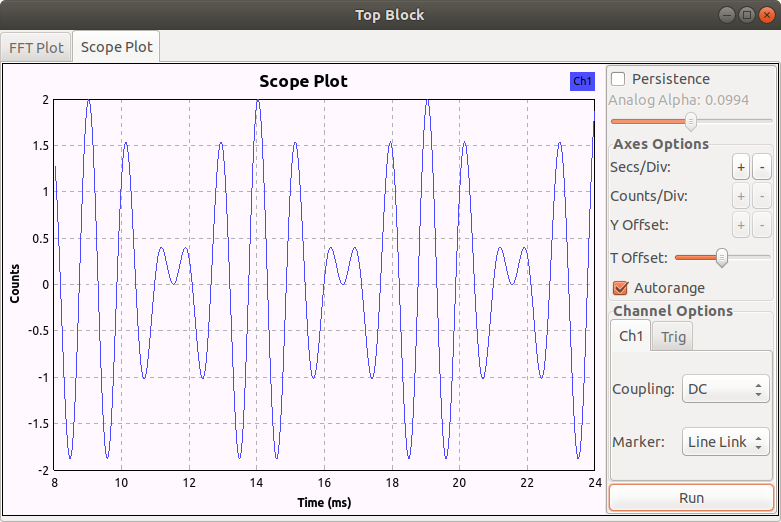 Top Block
FFT Plot
Scope Plot
Scope Plot
Ch1
2
1.5
1
0.5
0
-0.5
-1
-1.5
-2
Counts
8 10 12 14 16 18 20 22 24
Time (ms)
Persistence
Analog Alpha: 0.0994
Axes Options
Secs/Div: + -
Counts/Div: + -
Y Offset: + -
T Offset:
Autorange
Channel Options
Ch1 Trig
Coupling: DC
Marker: Line Link
Run